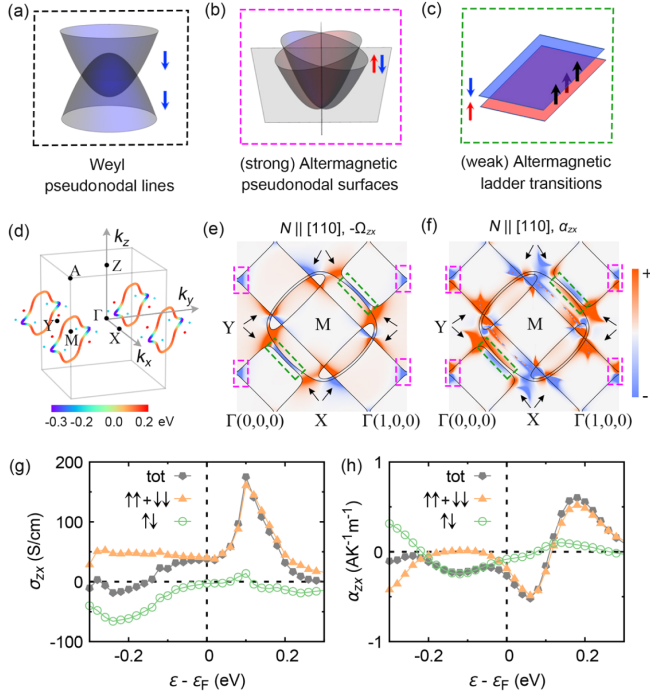 (a)
(b)
(c)
Weyl
pseudonodal lines
(strong) Altermagnetic
pseudonodal surfaces
(weak) Altermagnetic
ladder transitions
(d)
k_z
A
Z
k_y
Y
Γ
M
X
k_x
-0.3 -0.2 0.0 0.2 eV
(e)
N || [110], -Ω_zx
Y
M
Γ(0,0,0) X Γ(1,0,0)
(f)
N || [110], α_zx
Y
M
Γ(0,0,0) X Γ(1,0,0)
+
-
(g)
tot
↑↑ + ↓↓
↑↓
200
100
0
-100
σ_zx (S/cm)
-0.2 0 0.2
ε - ε_F (eV)
(h)
tot
↑↑ + ↓↓
↑↓
1
0
-1
α_zx (AK⁻¹m⁻¹)
-0.2 0 0.2
ε - ε_F (eV)